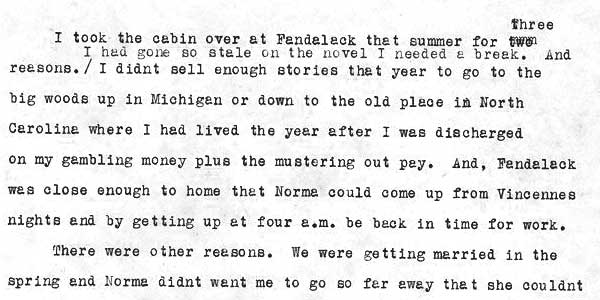 three
I took the cabin over at Fandalack that summer for two
I had gone so stale on the novel I needed a break. And
reasons./ I didnt sell enough stories that year to go to the
big woods up in Michigan or down to the old place in North
Carolina where I had lived the year after I was discharged
on my gambling money plus the mustering out pay. And, Fandalack
was close enough to home that Norma could come up from Vincennes
nights and by getting up at four a.m. be back in time for work.
There were other reasons. We were getting married in the
spring and Norma didnt want me to go so far away that she couldnt